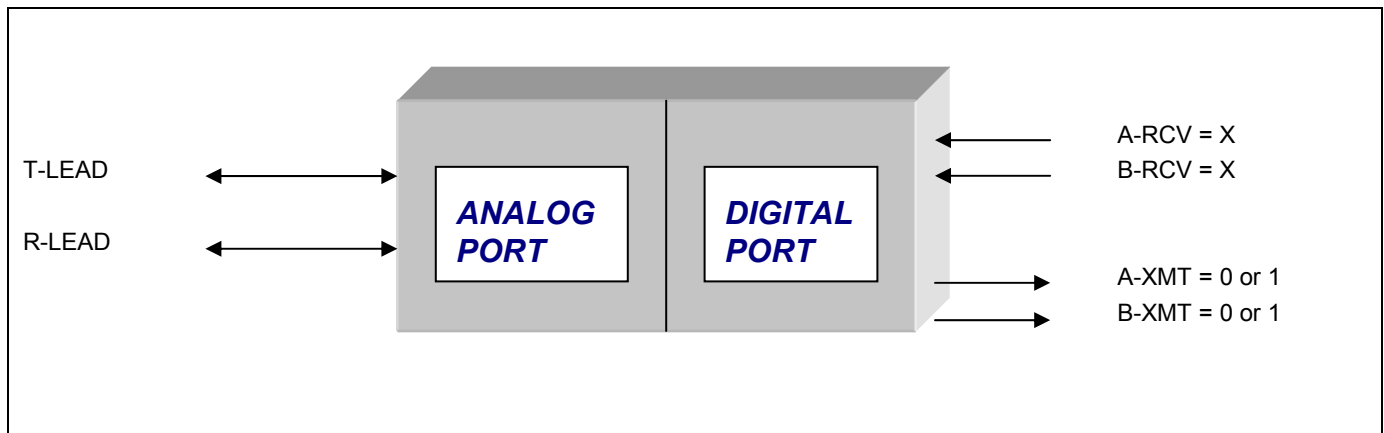 T-LEAD
R-LEAD
ANALOG
PORT
DIGITAL
PORT
A-RCV = X
B-RCV = X
A-XMT = 0 or 1
B-XMT = 0 or 1